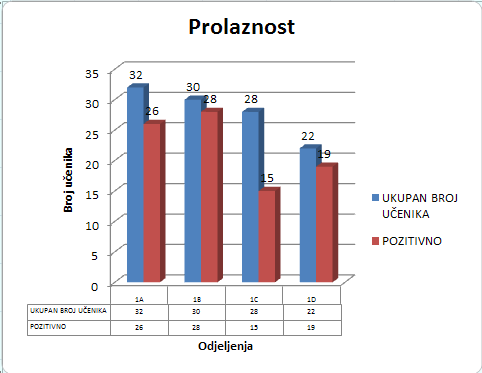 Prolaznost
Broj učenika
35
30
25
20
15
10
5
0
32
26
30
28
28
15
22
19
1A 1B 1C 1D
UKUPAN BROJ UČENIKA 32 30 28 22
POZITIVNO 26 28 15 19
Odjeljenja
UKUPAN BROJ
UČENIKA
POZITIVNO